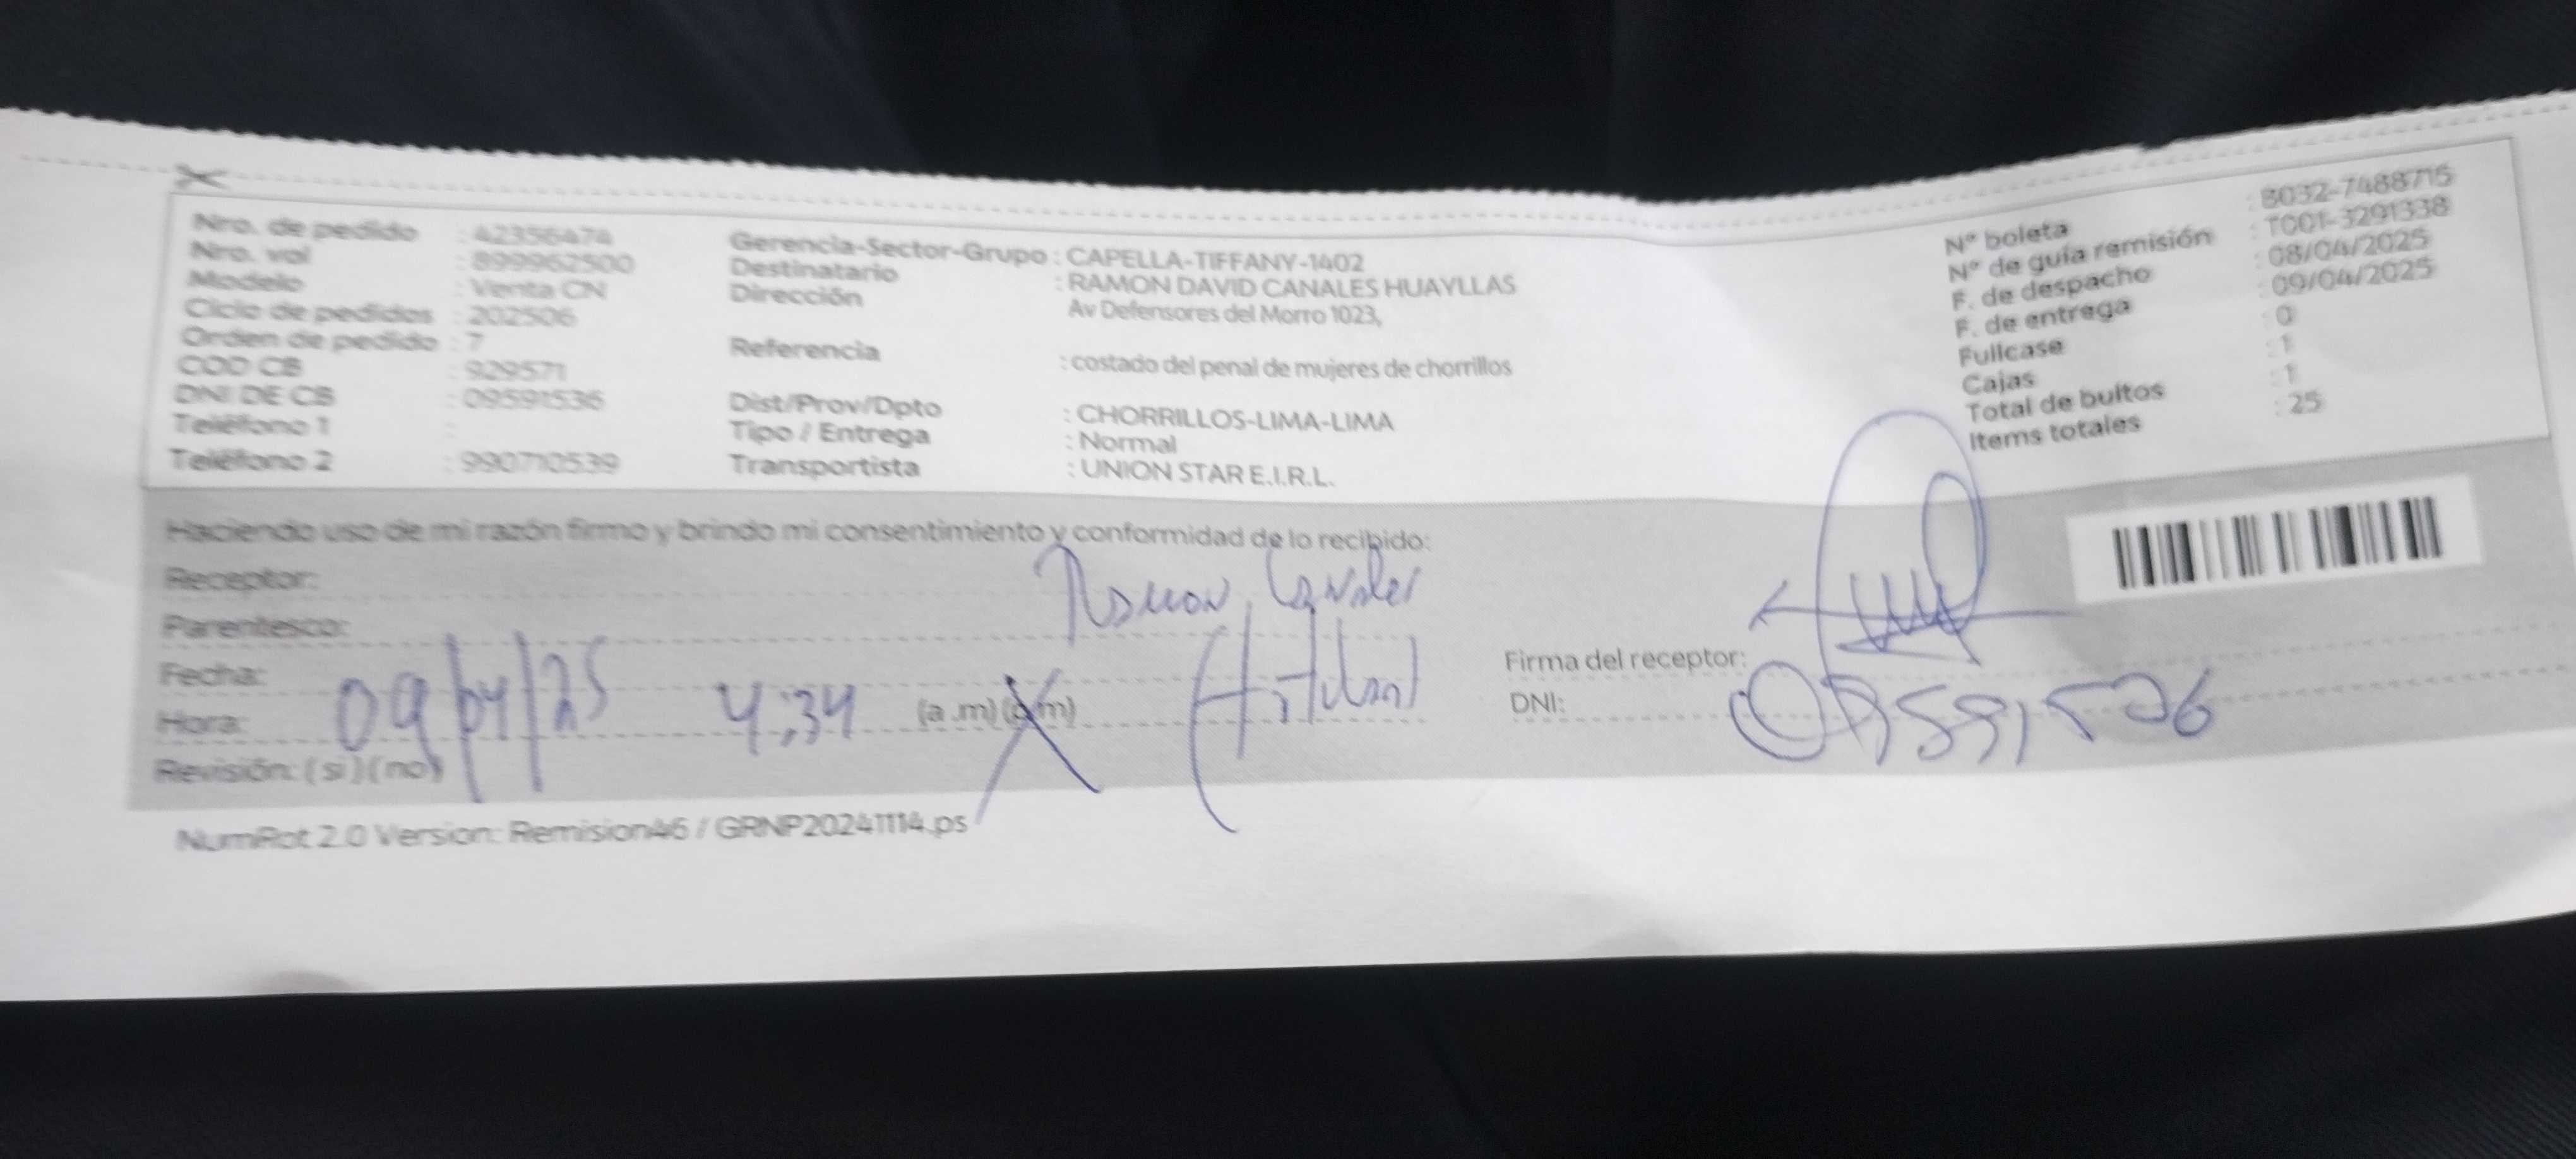 Nro. de pedido : 42356474
Nro. val : 899962500
Modelo : Venta CN
Ciclo de pedidos : 202506
Orden de pedido : 7
COD CB : 929571
DNI DE CB : 09591536
Teléfono 1 :
Teléfono 2 : 990710539
Gerencia-Sector-Grupo : CAPELLA-TIFFANY-1402
Destinatario : RAMON DAVID CANALES HUAYLLAS
Dirección Av Defensores del Morro 1023,
Referencia : costado del penal de mujeres de chorrillos
Dist/Prov/Dpto : CHORRILLOS-LIMA-LIMA
Tipo / Entrega : Normal
Transportista : UNION STAR E.I.R.L.
N° boleta : B032-7488715
N° de guía remisión : T001-3291338
F. de despacho : 08/04/2025
F. de entrega : 09/04/2025
Fullcase : 0
Cajas : 1
Total de bultos : 1
Items totales : 25
Haciendo uso de mi razón firmo y brindo mi consentimiento y conformidad de lo recibido:
Receptor: Ramon Canales
Parentesco: titular
Fecha: 09/04/25
Hora: 4:34 (a .m) (p.m)
Revisión: ( si ) ( no )
Firma del receptor:
DNI:
NumRot 2.0 Version: Remision46 / GRNP20241114.ps